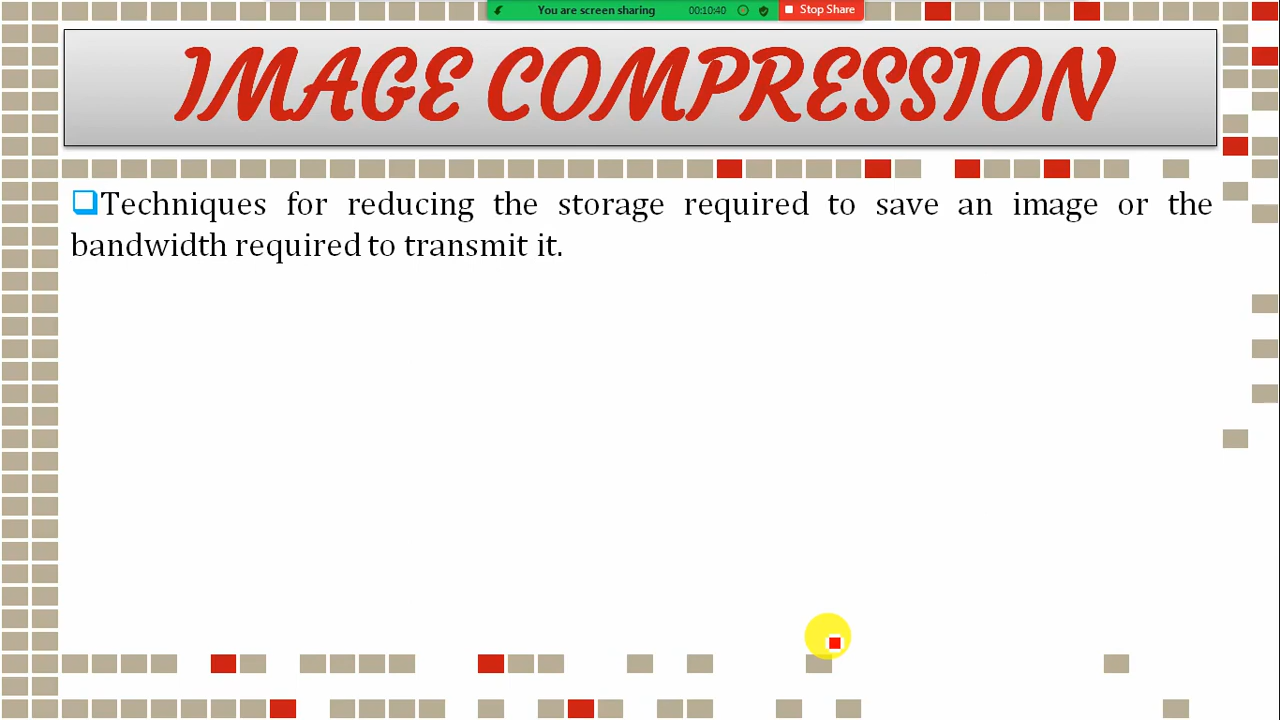 You are screen sharing 00:10:40 Stop Share
IMAGE COMPRESSION
Techniques for reducing the storage required to save an image or the
bandwidth required to transmit it.